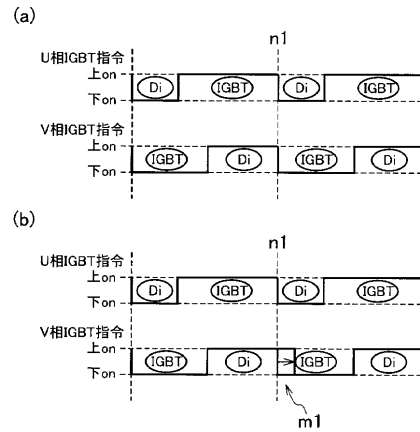 (a)
n1
U相IGBT指令
上on
Di IGBT Di IGBT
下on
V相IGBT指令
上on
IGBT Di IGBT Di
下on
(b)
n1
U相IGBT指令
上on
Di IGBT Di IGBT
下on
V相IGBT指令
上on
IGBT Di IGBT Di
下on
m1